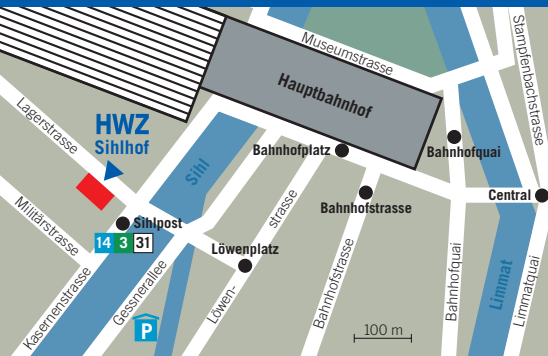 Museumstrasse
Stampfenbachstrasse
Hauptbahnhof
Lagerstrasse
HWZ
Sihlhof
Bahnhofplatz
Bahnhofquai
Sihl
Militärstrasse
Central
Bahnhofstrasse
Sihlpost
14 3 31
Löwenplatz
Löwen-
strasse
Kasernenstrasse
Gessnerallee
Bahnhofstrasse
Bahnhofquai
Limmat
Limmatquai
P
100 m